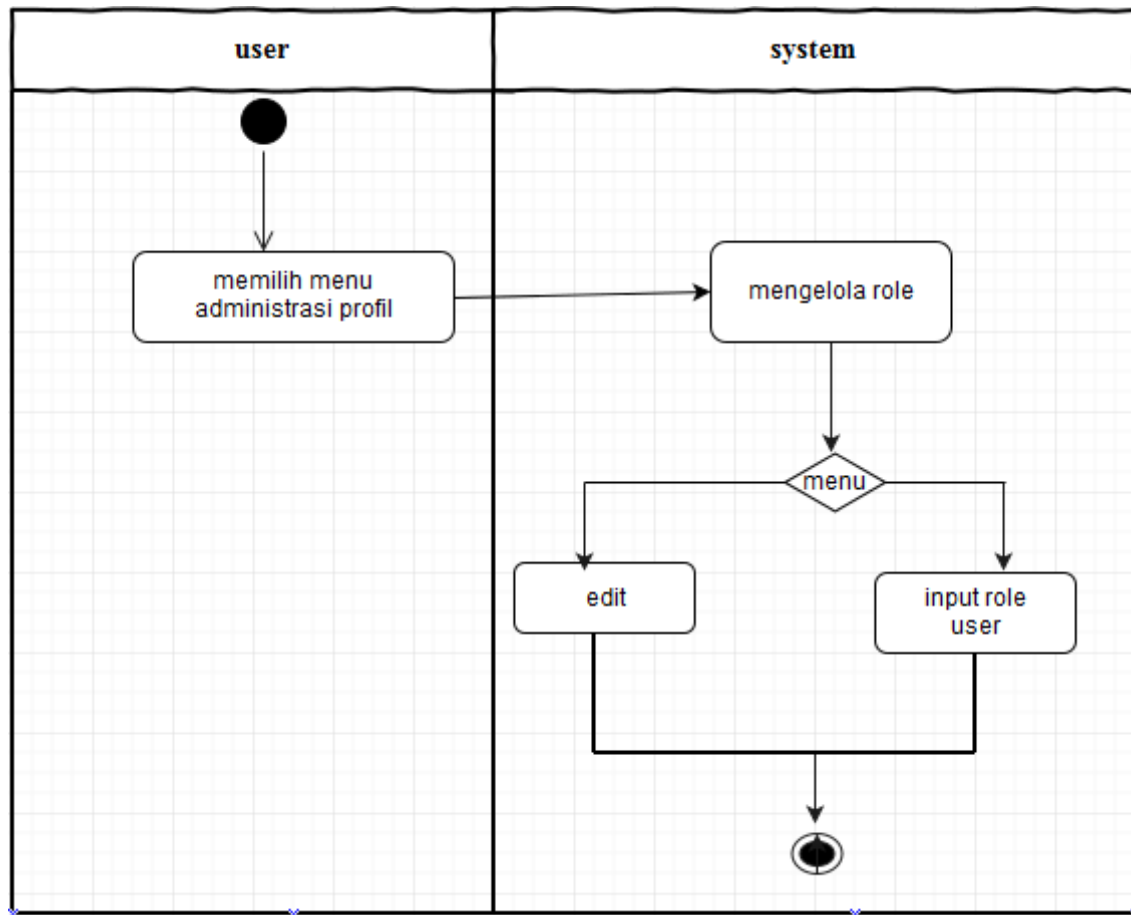 user
system
memilih menu
administrasi profil
mengelola role
menu
edit
input role
user